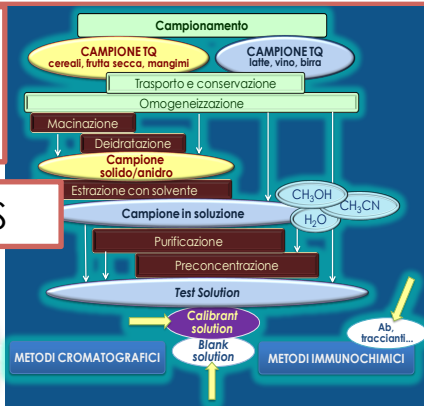 Campionamento
CAMPIONE TQ
cereali, frutta secca, mangimi
CAMPIONE TQ
latte, vino, birra
Trasporto e conservazione
Omogeneizzazione
Macinazione
Deidratazione
Campione
solido/anidro
Estrazione con solvente
S
Campione in soluzione
CH₃OH
CH₃CN
H₂O
Purificazione
Preconcentrazione
Test Solution
Calibrant
solution
Blank
solution
Ab,
traccianti...
METODI CROMATOGRAFICI
METODI IMMUNOCHIMICI